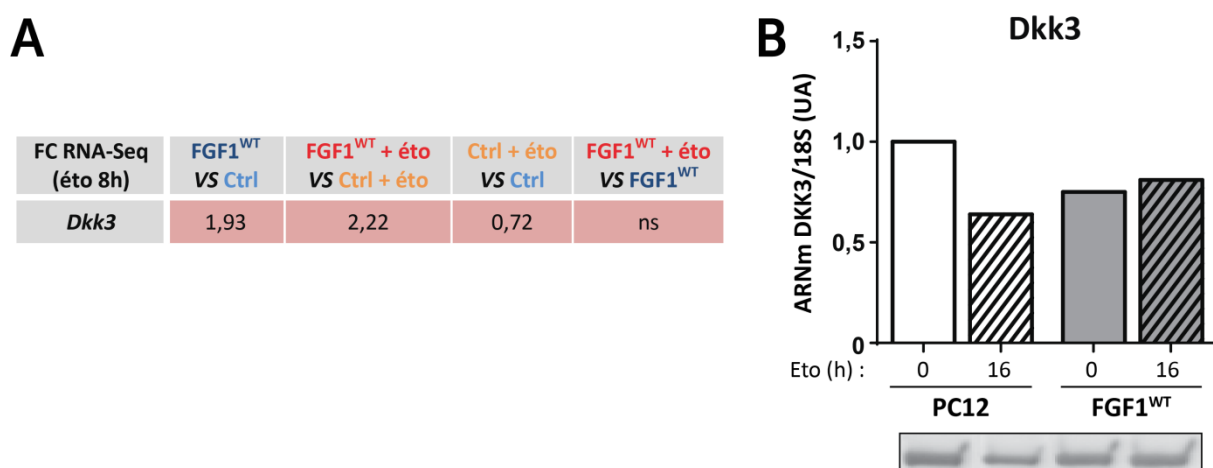 A
FC RNA-Seq (éto 8h)
FGF1WT VS Ctrl
FGF1WT + éto VS Ctrl + éto
Ctrl + éto VS Ctrl
FGF1WT + éto VS FGF1WT
Dkk3
1,93
2,22
0,72
ns
B
Dkk3
ARNm DKK3/18S (UA)
1,5
1,0
0,5
0
Eto (h) : 0 16 0 16
PC12 FGF1WT